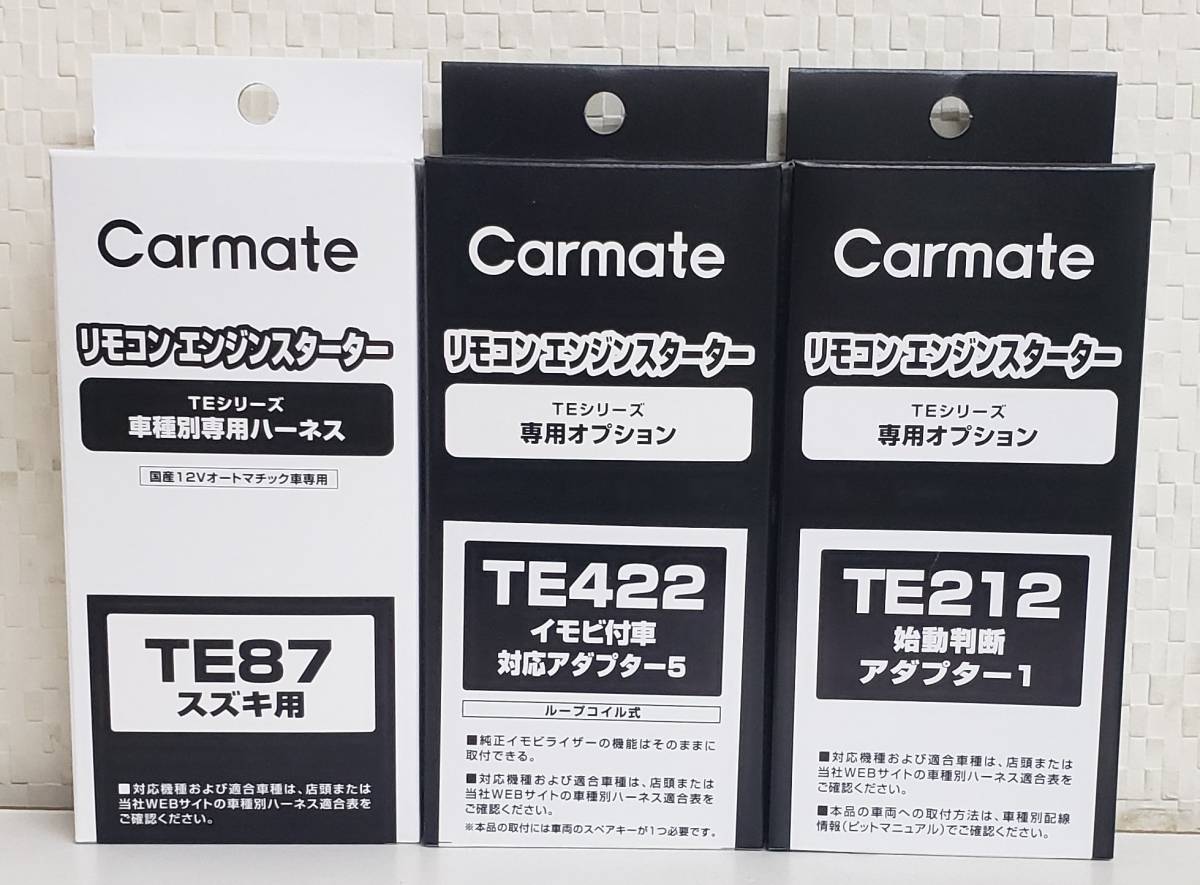 Carmate
リモコン エンジンスターター
TEシリーズ
車種別専用ハーネス
国産12Vオートマチック車専用
TE87
スズキ用
■対応機種および適合車種は、店頭または
当社WEBサイトの車種別ハーネス適合表を
ご確認ください。
Carmate
リモコン エンジンスターター
TEシリーズ
専用オプション
TE422
イモビ付車
対応アダプター5
ループコイル式
■純正イモビライザーの機能はそのままに
取付できる。
■対応機種および適合車種は、店頭または
当社WEBサイトの車種別ハーネス適合表を
ご確認ください。
※本品の取付には車両のスペアキーが1つ必要です。
Carmate
リモコン エンジンスターター
TEシリーズ
専用オプション
TE212
始動判断
アダプター1
■対応機種および適合車種は、店頭または
当社WEBサイトの車種別ハーネス適合表を
ご確認ください。
■本品の車両への取付方法は、車種別配線
情報(ピットマニュアル)でご確認ください。